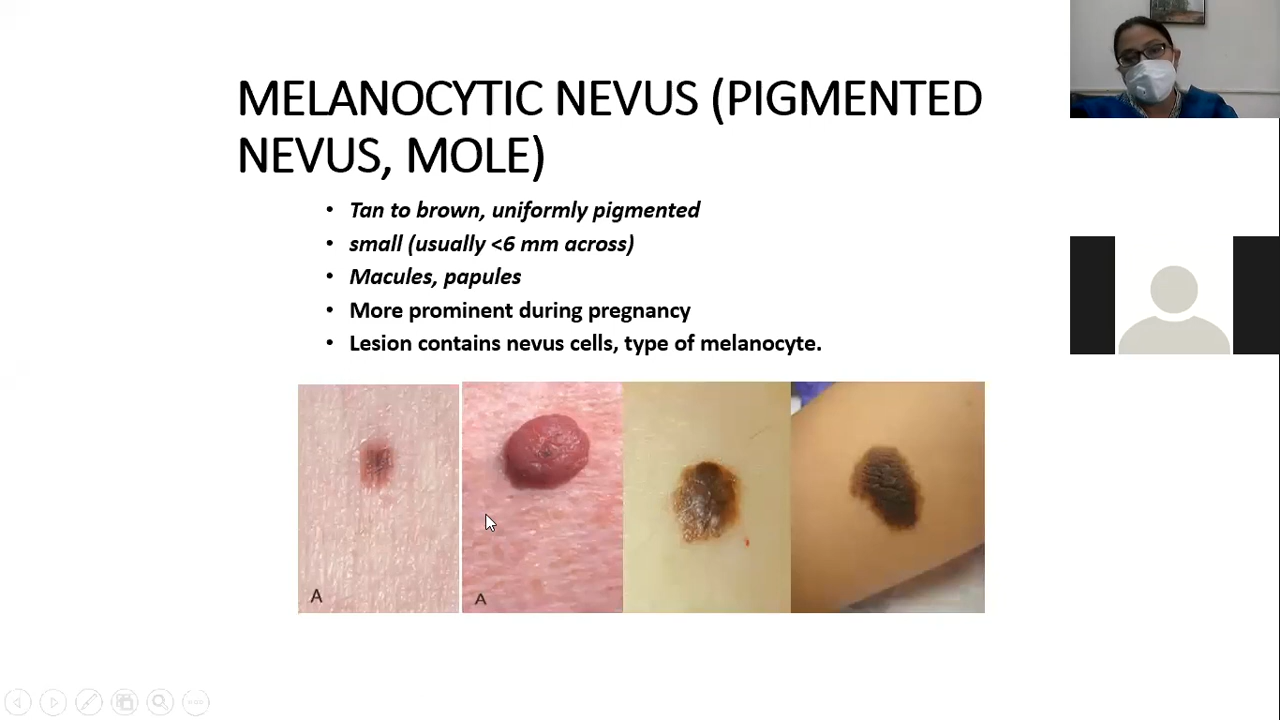 MELANOCYTIC NEVUS (PIGMENTED
NEVUS, MOLE)
• Tan to brown, uniformly pigmented
• small (usually <6 mm across)
• Macules, papules
• More prominent during pregnancy
• Lesion contains nevus cells, type of melanocyte.
A
A